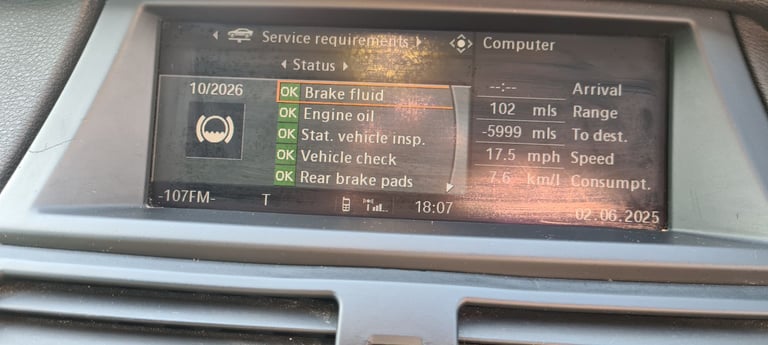 Service requirements
Status
10/2026
OK Brake fluid
OK Engine oil
OK Stat. vehicle insp.
OK Vehicle check
OK Rear brake pads
-107FM-
T
18:07
Computer
--:-- Arrival
102 mls Range
-5999 mls To dest.
17.5 mph Speed
7.6 km/l Consumpt.
02.06.2025